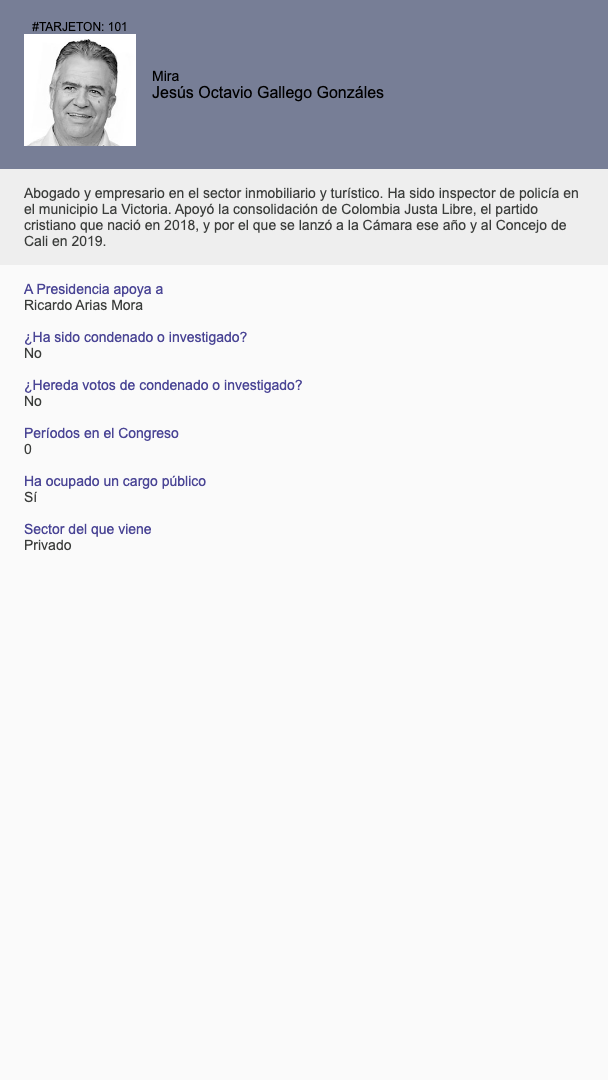 #TARJETON: 101
Mira
Jesús Octavio Gallego Gonzáles
Abogado y empresario en el sector inmobiliario y turístico. Ha sido inspector de policía en
el municipio La Victoria. Apoyó la consolidación de Colombia Justa Libre, el partido
cristiano que nació en 2018, y por el que se lanzó a la Cámara ese año y al Concejo de
Cali en 2019.
A Presidencia apoya a
Ricardo Arias Mora
¿Ha sido condenado o investigado?
No
¿Hereda votos de condenado o investigado?
No
Períodos en el Congreso
0
Ha ocupado un cargo público
Sí
Sector del que viene
Privado